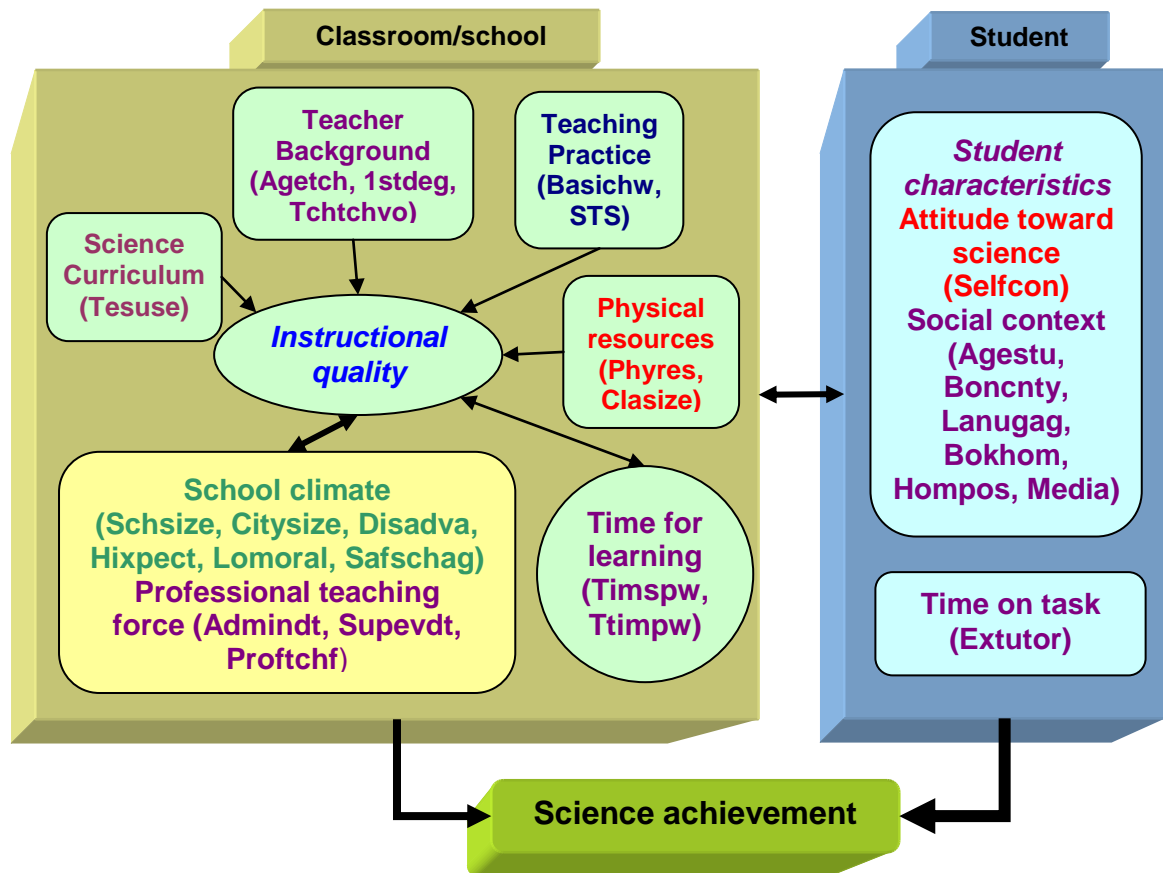 Classroom/school
Teacher
Background
(Agetch, 1stdeg,
Tchtchvo)
Teaching
Practice
(Basichw,
STS)
Science
Curriculum
(Tesuse)
Instructional
quality
Physical
resources
(Phyres,
Clasize)
School climate
(Schsize, Citysize, Disadva,
Hixpect, Lomoral, Safschag)
Professional teaching
force (Admindt, Supevdt,
Proftchf)
Time for
learning
(Timspw,
Ttimpw)
Student
Student
characteristics
Attitude toward
science
(Selfcon)
Social context
(Agestu,
Boncnty,
Lanugag,
Bokhom,
Hompos, Media)
Time on task
(Extutor)
Science achievement